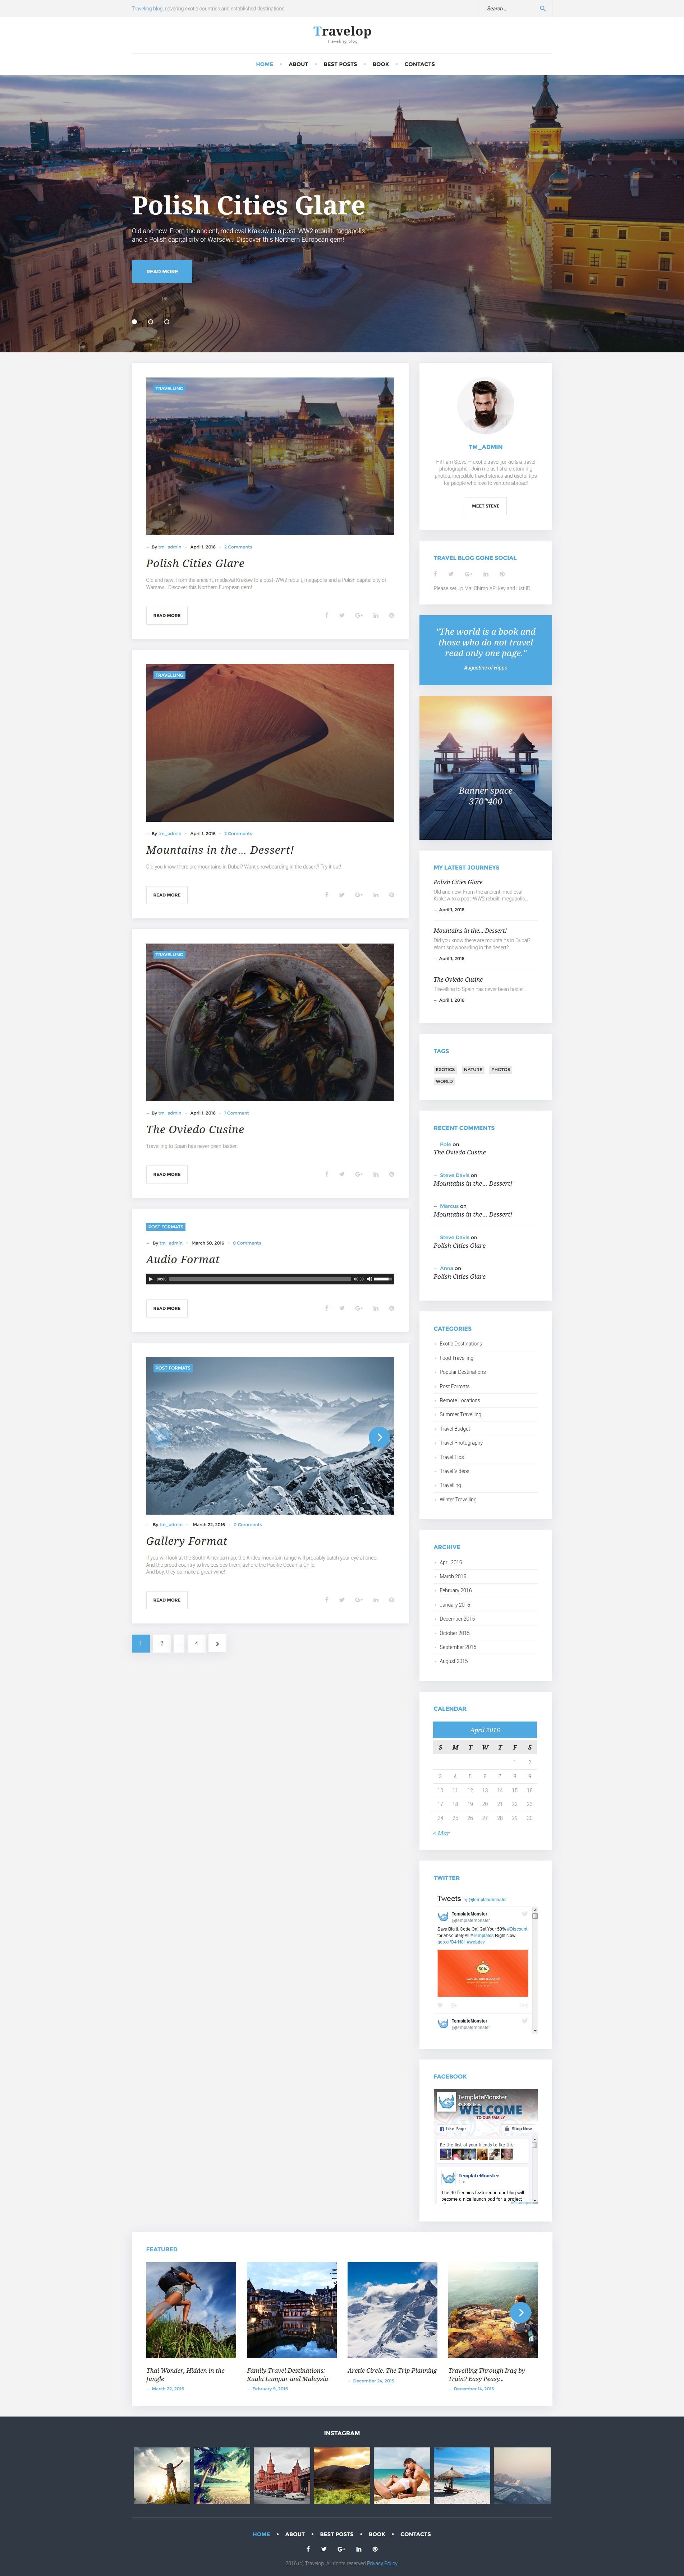 Traveling blog, covering exotic countries and established destinations
Search ...
Travelop
traveling blog
HOME
ABOUT
BEST POSTS
BOOK
CONTACTS
Polish Cities Glare
Old and new. From the ancient, medieval Krakow to a post-WW2 rebuilt, megapolis
and a Polish capital city of Warsaw... Discover this Northern European gem!
READ MORE
TRAVELLING
– By tm_admin
April 1, 2016
2 Comments
Polish Cities Glare
Old and new. From the ancient, medieval Krakow to a post-WW2 rebuilt, megapolis and a Polish capital city of
Warsaw... Discover this Northern European gem!
READ MORE
TRAVELLING
– By tm_admin
April 1, 2016
2 Comments
Mountains in the... Dessert!
Did you know there are mountains in Dubai? Want snowboarding in the desert? Try it out!
READ MORE
TRAVELLING
– By tm_admin
April 1, 2016
1 Comment
The Oviedo Cusine
Travelling to Spain has never been tastier...
READ MORE
POST FORMATS
– By tm_admin
March 30, 2016
0 Comments
Audio Format
00:00
00:00
READ MORE
POST FORMATS
– By tm_admin
March 22, 2016
0 Comments
Gallery Format
If you will look at the South America map, the Andes mountain range will probably catch your eye at once.
And the proud country to live besides them, ashore the Pacific Ocean is Chile.
And boy, they do make a great wine!
READ MORE
1
2
...
4
TM_ADMIN
Hi! I am Steve — exotic travel junkie & a travel
photographer. Join me as I share stunning
photos, incredible travel stories and useful tips
for people who love to venture abroad!
MEET STEVE
TRAVEL BLOG GONE SOCIAL
Please set up MailChimp API key and List ID
"The world is a book and
those who do not travel
read only one page."
Augustine of Hippo
Banner space
370*400
MY LATEST JOURNEYS
Polish Cities Glare
Old and new. From the ancient, medieval
Krakow to a post-WW2 rebuilt, megapolis...
– April 1, 2016
Mountains in the... Dessert!
Did you know there are mountains in Dubai?
Want snowboarding in the desert?...
– April 1, 2016
The Oviedo Cusine
Travelling to Spain has never been tastier...
– April 1, 2016
TAGS
EXOTICS
NATURE
PHOTOS
WORLD
RECENT COMMENTS
– Pole on
The Oviedo Cusine
– Steve Davis on
Mountains in the... Dessert!
– Marcus on
Mountains in the... Dessert!
– Steve Davis on
Polish Cities Glare
– Anna on
Polish Cities Glare
CATEGORIES
Exotic Destinations
Food Travelling
Popular Destinations
Post Formats
Remote Locations
Summer Travelling
Travel Budget
Travel Photography
Travel Tips
Travel Videos
Travelling
Winter Travelling
ARCHIVE
April 2016
March 2016
February 2016
January 2016
December 2015
October 2015
September 2015
August 2015
CALENDAR
April 2016
S M T W T F S
1 2
3 4 5 6 7 8 9
10 11 12 13 14 15 16
17 18 19 20 21 22 23
24 25 26 27 28 29 30
« Mar
TWITTER
Tweets by @templatemonster
TemplateMonster
@templatemonster
Save Big & Code On! Get Your 50% #Discount
for Absolutely All #Templates Right Now:
#webdev
50%
TemplateMonster
@templatemonster
FACEBOOK
TemplateMonster
WELCOME
TO OUR FAMILY
Like Page
Shop Now
Be the first of your friends to like this
TemplateMonster
The 40 freebies featured in our blog will
become a nice launch pad for a project
FEATURED
Thai Wonder, Hidden in the
Jungle
– March 22, 2016
Family Travel Destinations:
Kuala Lumpur and Malaysia
– February 9, 2016
Arctic Circle. The Trip Planning
– December 24, 2015
Travelling Through Iraq by
Train? Easy Peasy...
– December 14, 2015
INSTAGRAM
HOME
ABOUT
BEST POSTS
BOOK
CONTACTS
2016 (c) Travelop. All rights reserved Privacy Policy